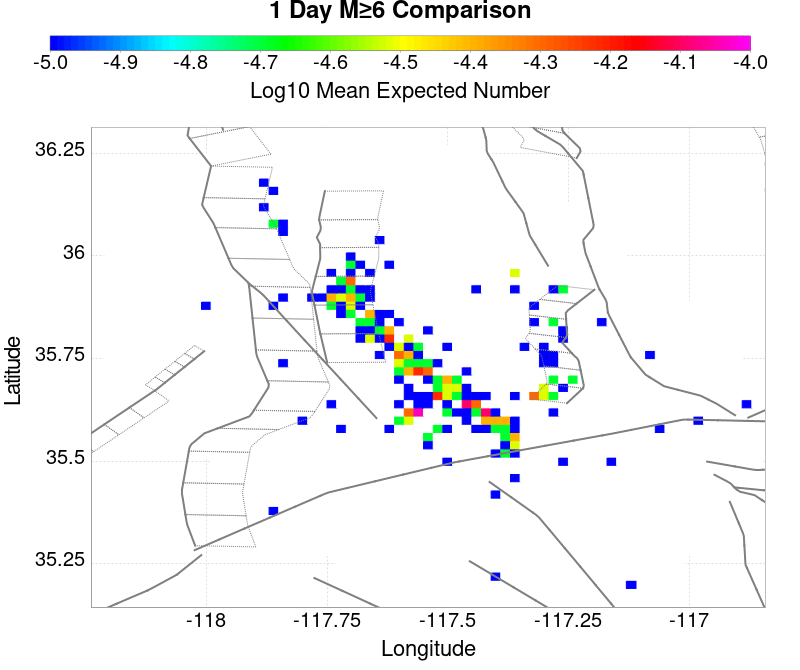 1 Day M≥6 Comparison
-5.0 -4.9 -4.8 -4.7 -4.6 -4.5 -4.4 -4.3 -4.2 -4.1 -4.0
Log10 Mean Expected Number
36.25
36
35.75
35.5
35.25
Latitude
-118 -117.75 -117.5 -117.25 -117
Longitude